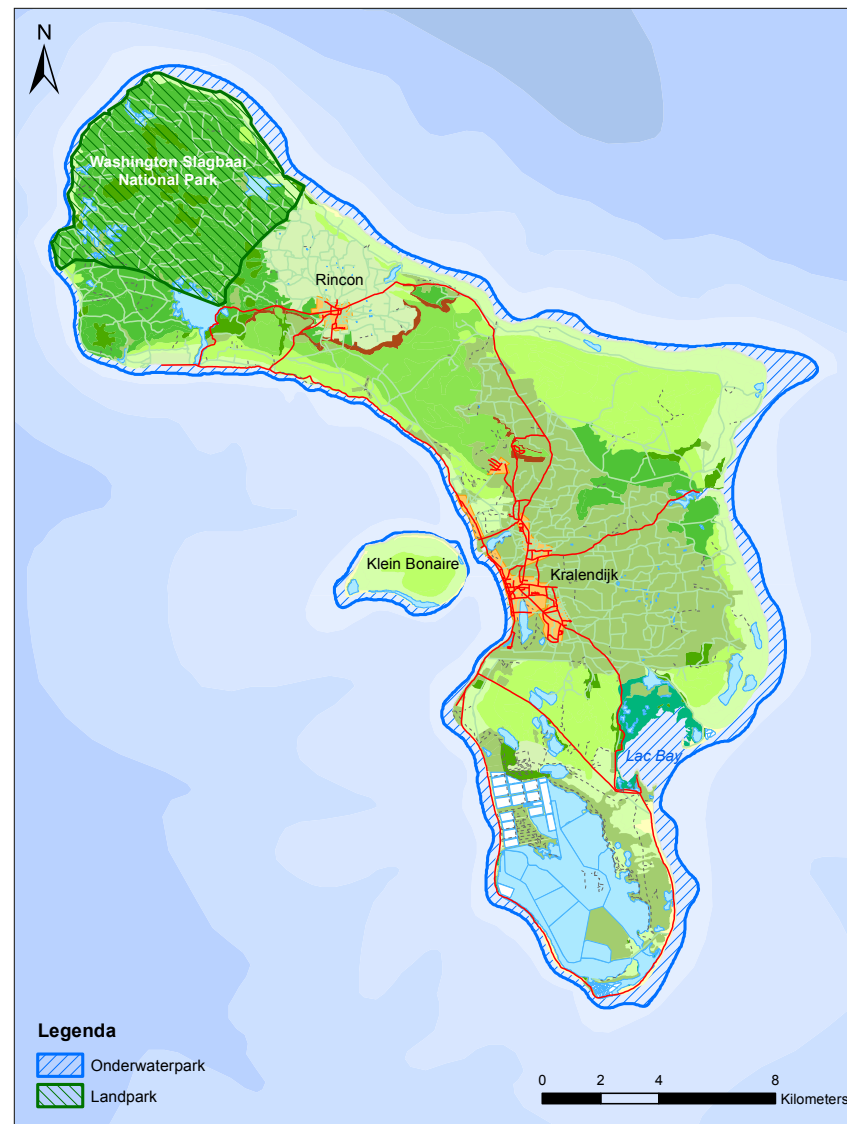 N
Washington Slagbaai
National Park
Rincon
Klein Bonaire
Kralendijk
Lac Bay
Legenda
Onderwaterpark
Landpark
0 2 4 8
Kilometers